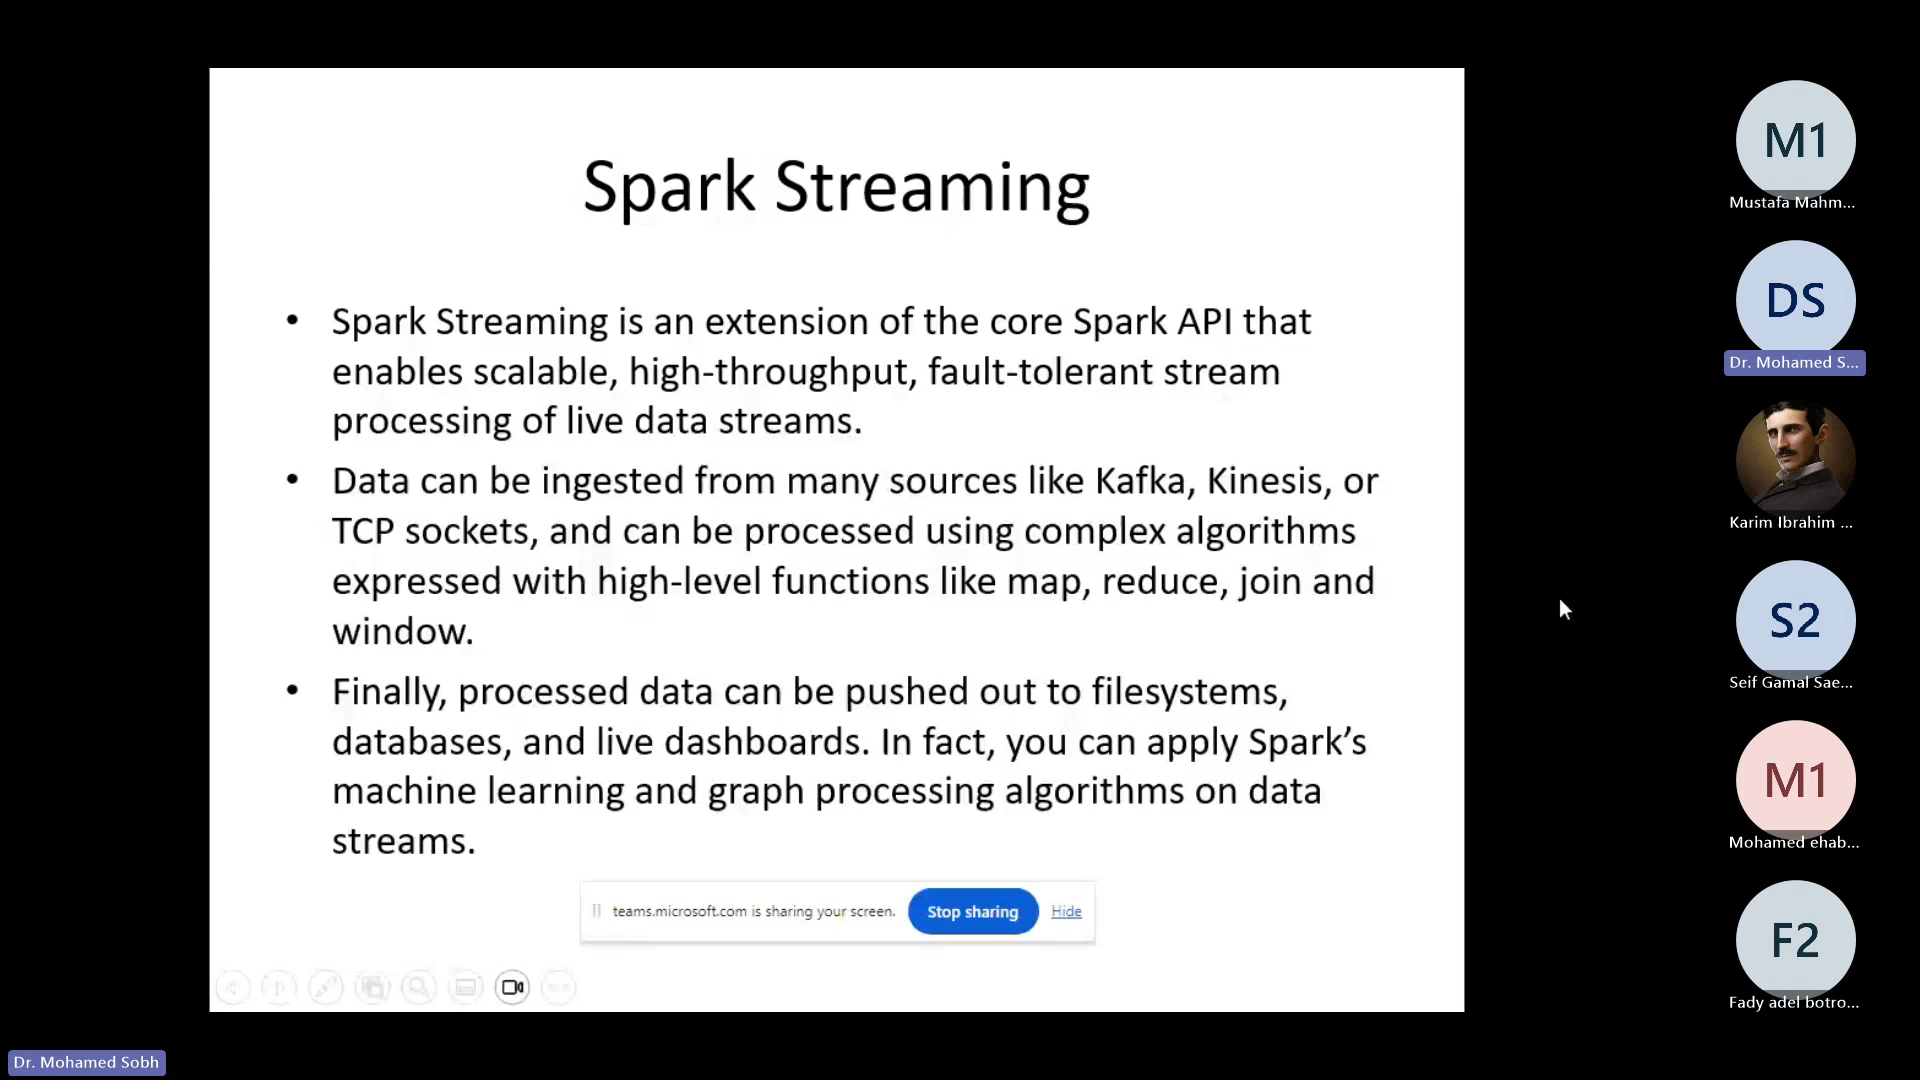 Spark Streaming
• Spark Streaming is an extension of the core Spark API that
enables scalable, high-throughput, fault-tolerant stream
processing of live data streams.
• Data can be ingested from many sources like Kafka, Kinesis, or
TCP sockets, and can be processed using complex algorithms
expressed with high-level functions like map, reduce, join and
window.
• Finally, processed data can be pushed out to filesystems,
databases, and live dashboards. In fact, you can apply Spark’s
machine learning and graph processing algorithms on data
streams.
teams.microsoft.com is sharing your screen. Stop sharing Hide
M1
Mustafa Mahm...
DS
Dr. Mohamed S...
Karim Ibrahim ...
S2
Seif Gamal Sae...
M1
Mohamed ehab...
F2
Fady adel botro...
Dr. Mohamed Sobh